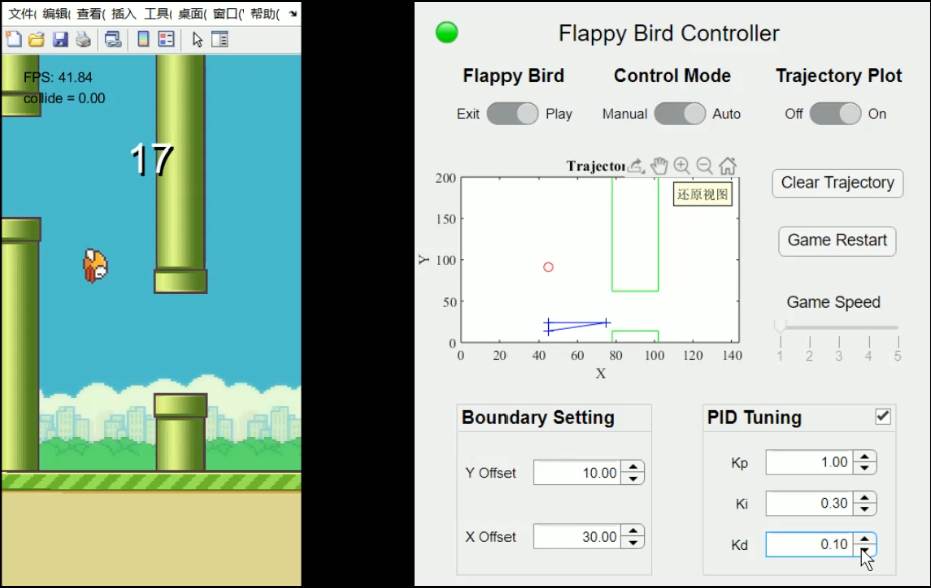 文件( 编辑( 查看( 插入 工具( 桌面( 窗口( 帮助(
FPS: 41.84
collide = 0.00
17
Flappy Bird Controller
Flappy Bird Control Mode Trajectory Plot
Exit Play Manual Auto Off On
Trajector
还原视图
200
150
100
50
0
Y
0 20 40 60 80 100 120 140
X
Clear Trajectory
Game Restart
Game Speed
1 2 3 4 5
Boundary Setting
Y Offset 10.00
X Offset 30.00
PID Tuning
Kp 1.00
Ki 0.30
Kd 0.10